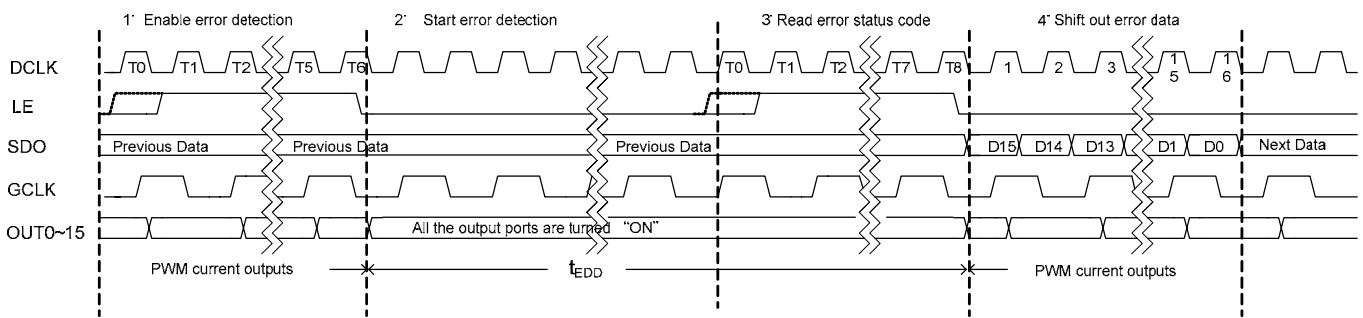 1. Enable error detection
2. Start error detection
3. Read error status code
4. Shift out error data
DCLK T0 T1 T2 T5 T6 T0 T1 T2 T7 T8 1 2 3 15 16
LE
SDO Previous Data Previous Data Previous Data D15 D14 D13 D1 D0 Next Data
GCLK
OUT0~15 All the output ports are turned "ON"
PWM current outputs tEDD PWM current outputs